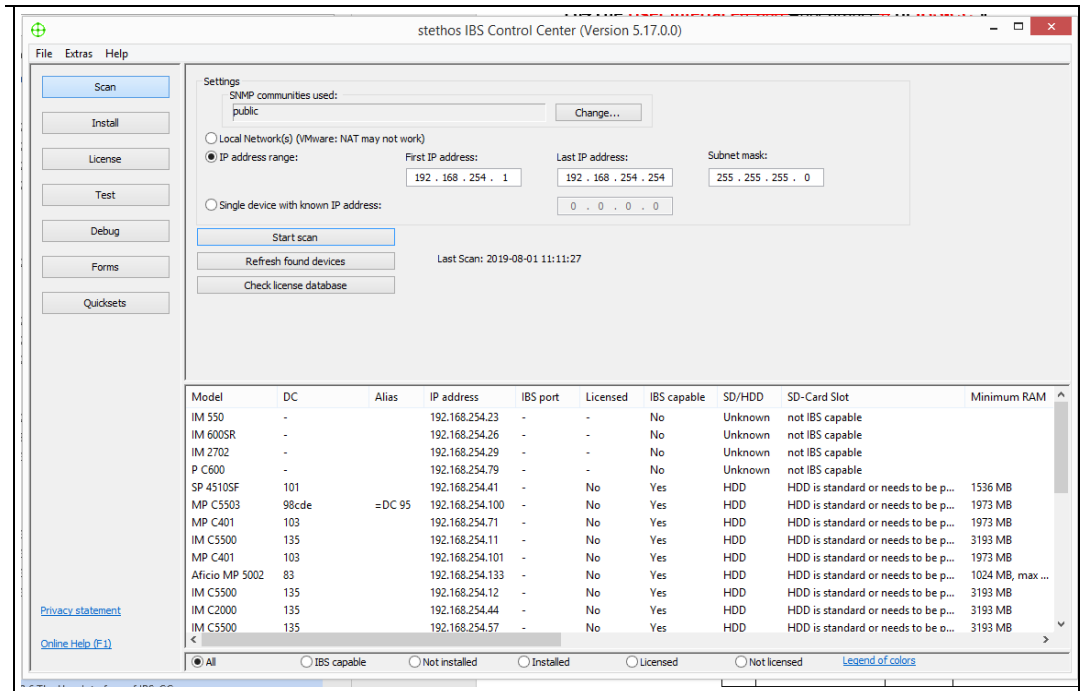 stethos IBS Control Center (Version 5.17.0.0)
File Extras Help
Scan
Install
License
Test
Debug
Forms
Quicksets
Privacy statement
Online Help (F1)
Settings
SNMP communities used:
public Change...
Local Network(s) (VMware: NAT may not work)
IP address range: First IP address: Last IP address: Subnet mask:
192 . 168 . 254 . 1 192 . 168 . 254 . 254 255 . 255 . 255 . 0
Single device with known IP address: 0 . 0 . 0 . 0
Start scan
Refresh found devices Last Scan: 2019-08-01 11:11:27
Check license database
Model DC Alias IP address IBS port Licensed IBS capable SD/HDD SD-Card Slot Minimum RAM
IM 550 - 192.168.254.23 - - No Unknown not IBS capable
IM 600SR - 192.168.254.26 - - No Unknown not IBS capable
IM 2702 - 192.168.254.29 - - No Unknown not IBS capable
P C600 - 192.168.254.79 - - No Unknown not IBS capable
SP 4510SF 101 192.168.254.41 - No Yes HDD HDD is standard or needs to be p... 1536 MB
MP C5503 98cde =DC 95 192.168.254.100 - No Yes HDD HDD is standard or needs to be p... 1973 MB
MP C401 103 192.168.254.71 - No Yes HDD HDD is standard or needs to be p... 1973 MB
IM C5500 135 192.168.254.11 - No Yes HDD HDD is standard or needs to be p... 3193 MB
MP C401 103 192.168.254.101 - No Yes HDD HDD is standard or needs to be p... 1973 MB
Aficio MP 5002 83 192.168.254.133 - No Yes HDD HDD is standard or needs to be p... 1024 MB, max ...
IM C5500 135 192.168.254.12 - No Yes HDD HDD is standard or needs to be p... 3193 MB
IM C2000 135 192.168.254.44 - No Yes HDD HDD is standard or needs to be p... 3193 MB
IM C5500 135 192.168.254.57 - No Yes HDD HDD is standard or needs to be p... 3193 MB
All IBS capable Not installed Installed Licensed Not licensed Legend of colors